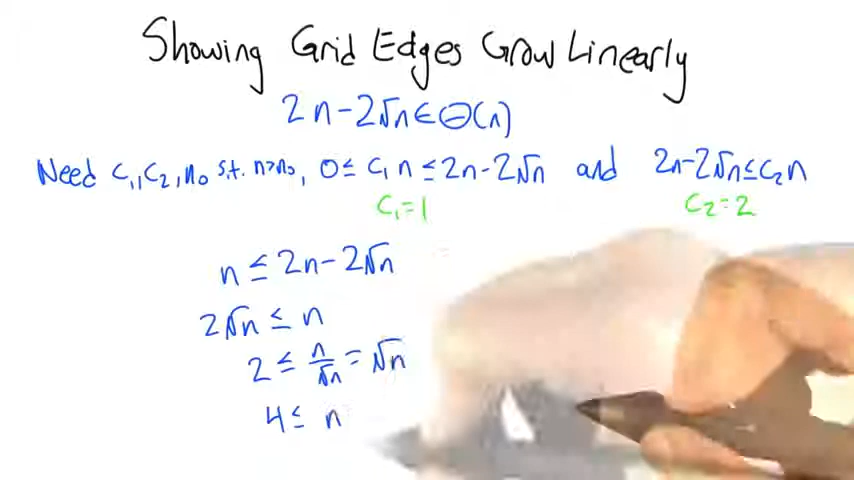 Showing Grid Edges Grow Linearly
2n-2√n∈Θ(n)
Need c₁,c₂,n₀ s.t. n>n₀, 0≤ c₁n ≤2n-2√n and 2n-2√n≤c₂n
c₁=1 c₂=2
n ≤ 2n-2√n
2√n ≤ n
2 ≤ n/√n = √n
4≤ n